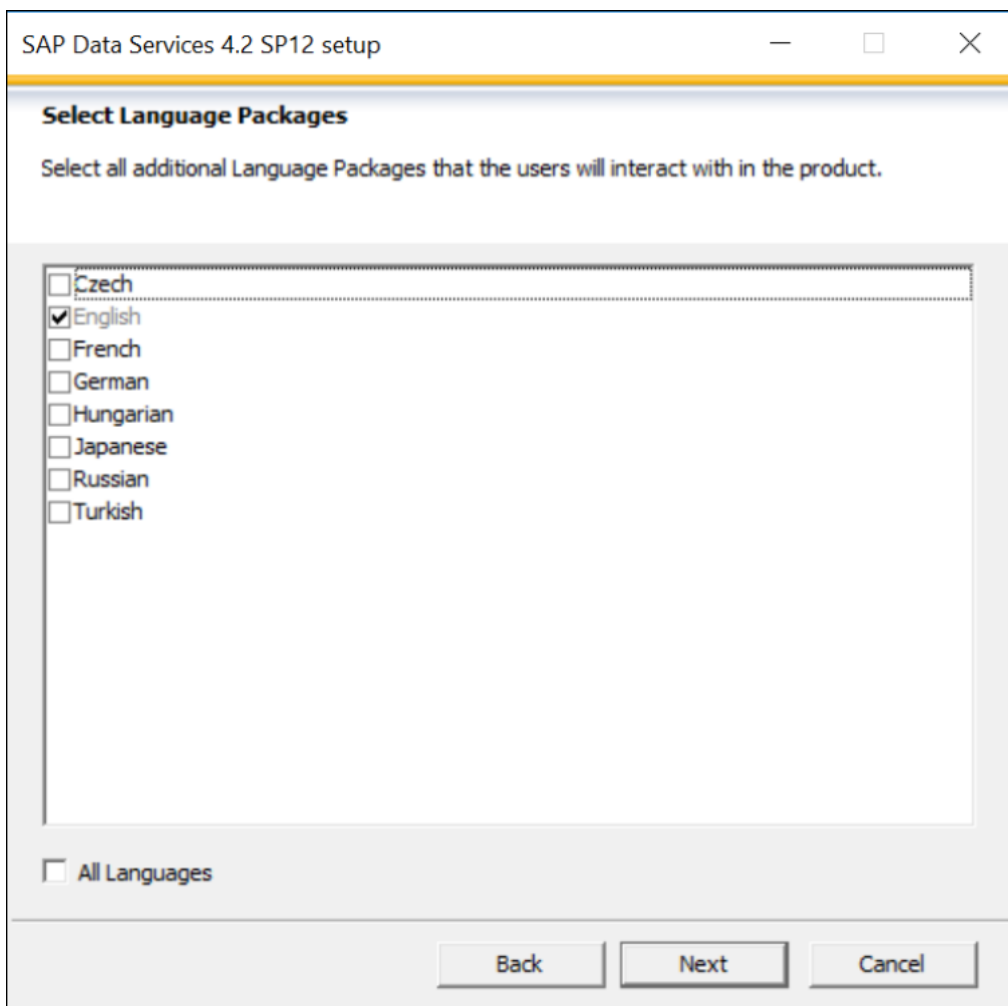 SAP Data Services 4.2 SP12 setup
Select Language Packages
Select all additional Language Packages that the users will interact with in the product.
Czech
English
French
German
Hungarian
Japanese
Russian
Turkish
All Languages
Back Next Cancel